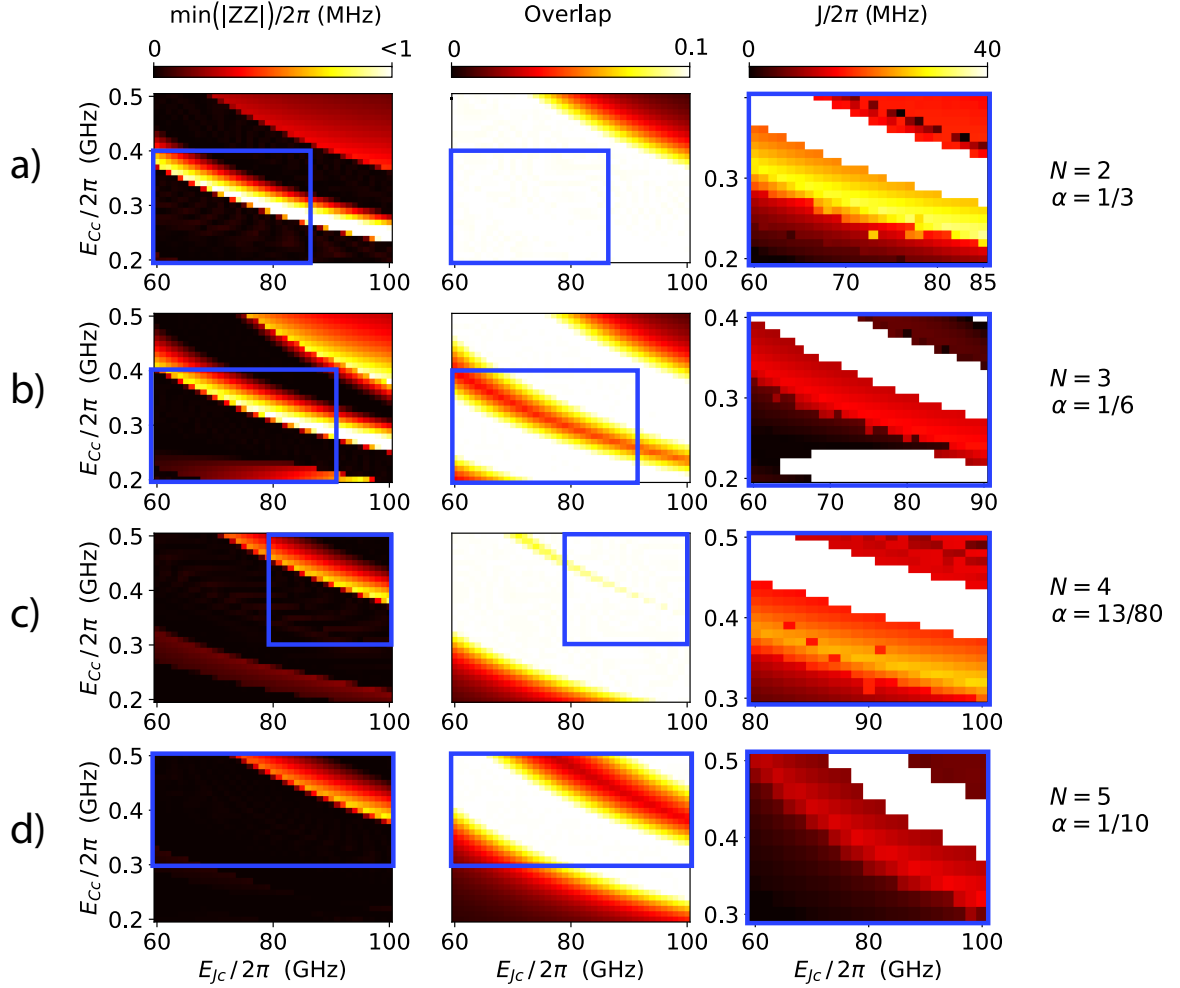 min(|ZZ|)/2π (MHz)
Overlap
J/2π (MHz)
0 <1
0 0.1
0 40
a)
E_Cc/2π (GHz)
0.5
0.4
0.3
0.2
60 80 100
60 80 100
0.3
0.2
60 70 80 85
N = 2
α = 1/3
b)
E_Cc/2π (GHz)
0.5
0.4
0.3
0.2
60 80 100
60 80 100
0.4
0.3
0.2
60 70 80 90
N = 3
α = 1/6
c)
E_Cc/2π (GHz)
0.5
0.4
0.3
0.2
60 80 100
60 80 100
0.5
0.4
0.3
80 90 100
N = 4
α = 13/80
d)
E_Cc/2π (GHz)
0.5
0.4
0.3
0.2
60 80 100
60 80 100
0.5
0.4
0.3
60 70 80 90 100
N = 5
α = 1/10
E_Jc/2π (GHz)
E_Jc/2π (GHz)
E_Jc/2π (GHz)